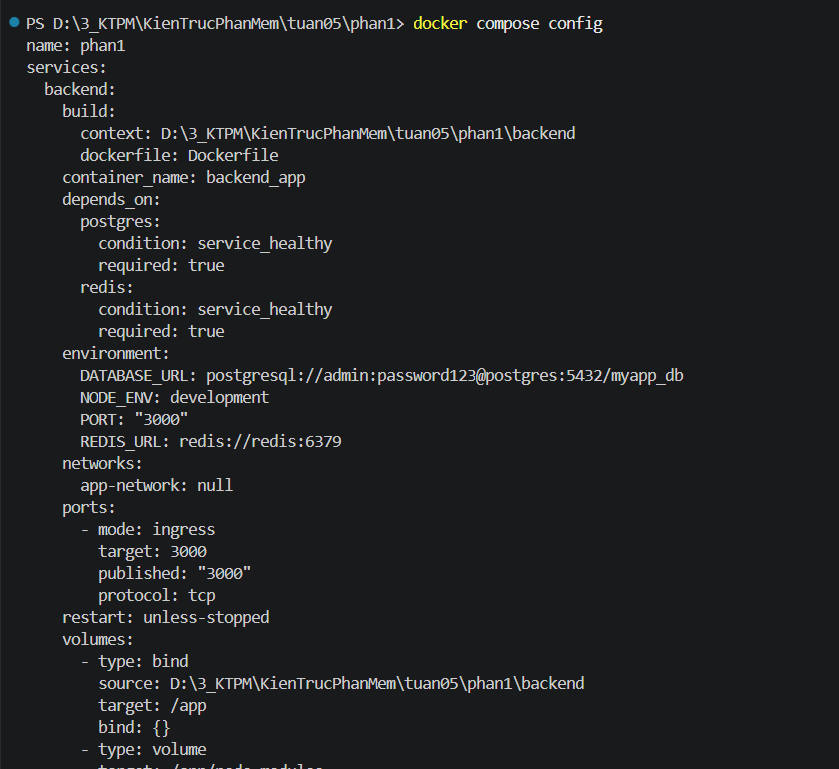 PS D:\3_KTPM\KienTrucPhanMem\tuan05\phan1> docker compose config
name: phan1
services:
  backend:
    build:
      context: D:\3_KTPM\KienTrucPhanMem\tuan05\phan1\backend
      dockerfile: Dockerfile
    container_name: backend_app
    depends_on:
      postgres:
        condition: service_healthy
        required: true
      redis:
        condition: service_healthy
        required: true
    environment:
      DATABASE_URL: postgresql://admin:password123@postgres:5432/myapp_db
      NODE_ENV: development
      PORT: "3000"
      REDIS_URL: redis://redis:6379
    networks:
      app-network: null
    ports:
      - mode: ingress
        target: 3000
        published: "3000"
        protocol: tcp
    restart: unless-stopped
    volumes:
      - type: bind
        source: D:\3_KTPM\KienTrucPhanMem\tuan05\phan1\backend
        target: /app
        bind: {}
      - type: volume
        target: /app/node_modules